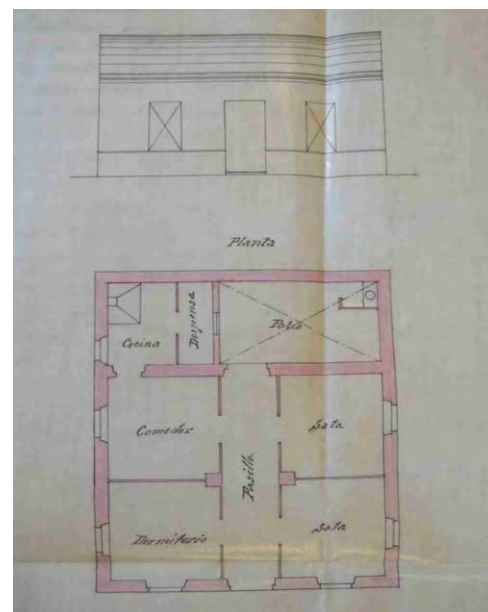 Planta
Despensa
Patio
Cocina
Comedor
Sala
Pasillo
Dormitorio
Sala